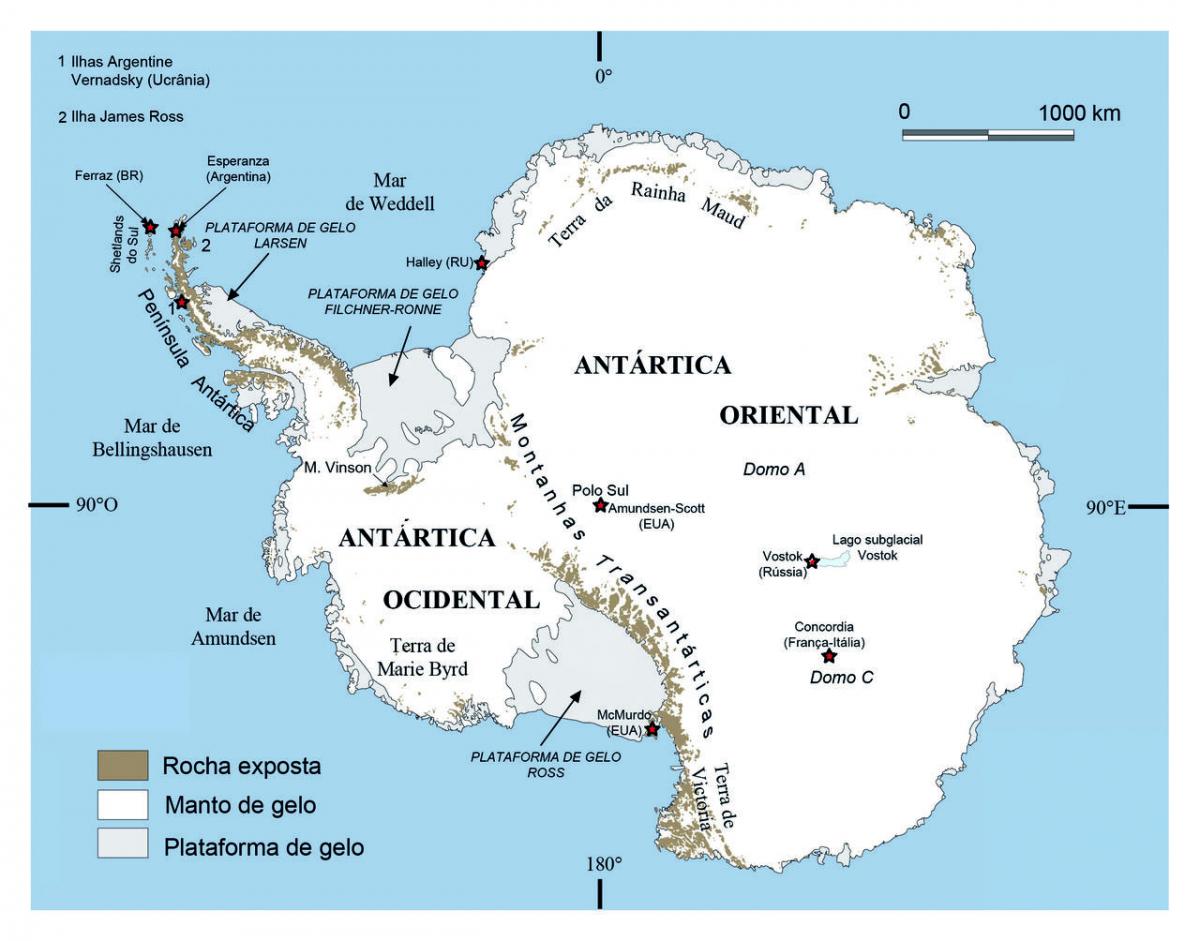 1 Ilhas Argentine
Vernadsky (Ucrânia)
2 Ilha James Ross
0°
0 1000 km
Ferraz (BR)
Esperanza
(Argentina)
Mar
de Weddell
Terra da Rainha Maud
Shetlands
do Sul
PLATAFORMA DE GELO
LARSEN
2
Halley (RU)
PLATAFORMA DE GELO
FILCHNER-RONNE
1
Península Antártica
ANTÁRTICA
ORIENTAL
Mar de
Bellingshausen
M. Vinson
Domo A
Montanhas Transantárticas
Polo Sul
Amundsen-Scott
(EUA)
90°O
90°E
ANTÁRTICA
OCIDENTAL
Vostok
(Rússia)
Lago subglacial
Vostok
Mar de
Amundsen
Terra de
Marie Byrd
Concordia
(França-Itália)
Domo C
McMurdo
(EUA)
PLATAFORMA DE GELO
ROSS
Terra de
Victória
Rocha exposta
Manto de gelo
Plataforma de gelo
180°